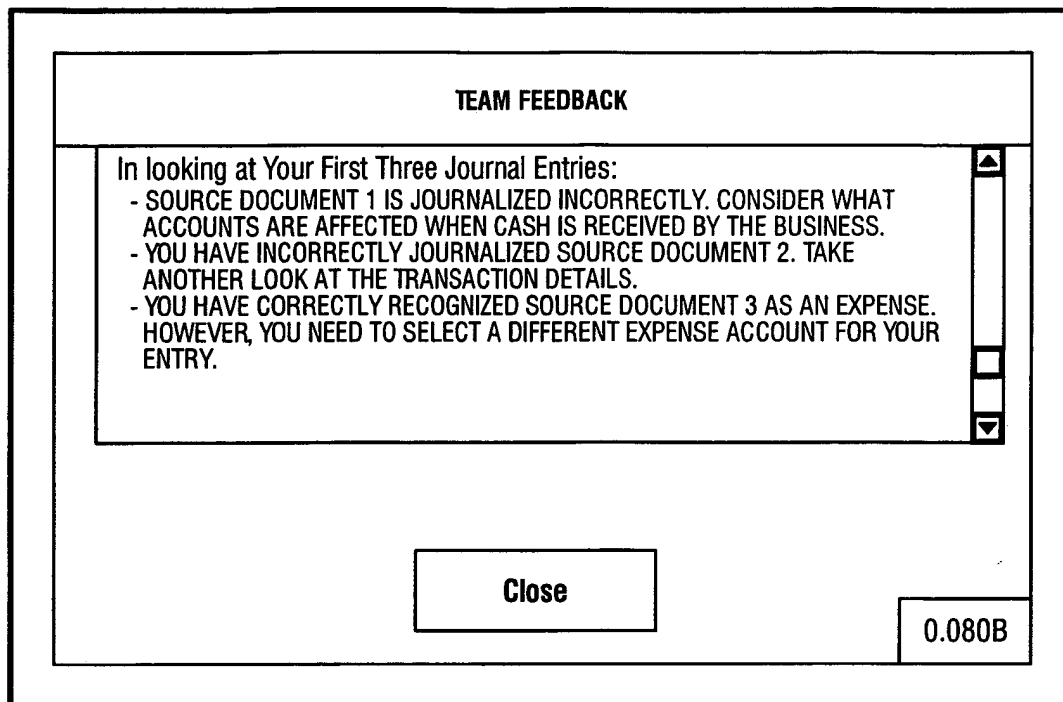 TEAM FEEDBACK
In looking at Your First Three Journal Entries:
- SOURCE DOCUMENT 1 IS JOURNALIZED INCORRECTLY. CONSIDER WHAT
ACCOUNTS ARE AFFECTED WHEN CASH IS RECEIVED BY THE BUSINESS.
- YOU HAVE INCORRECTLY JOURNALIZED SOURCE DOCUMENT 2. TAKE
ANOTHER LOOK AT THE TRANSACTION DETAILS.
- YOU HAVE CORRECTLY RECOGNIZED SOURCE DOCUMENT 3 AS AN EXPENSE.
HOWEVER, YOU NEED TO SELECT A DIFFERENT EXPENSE ACCOUNT FOR YOUR
ENTRY.
Close
0.080B